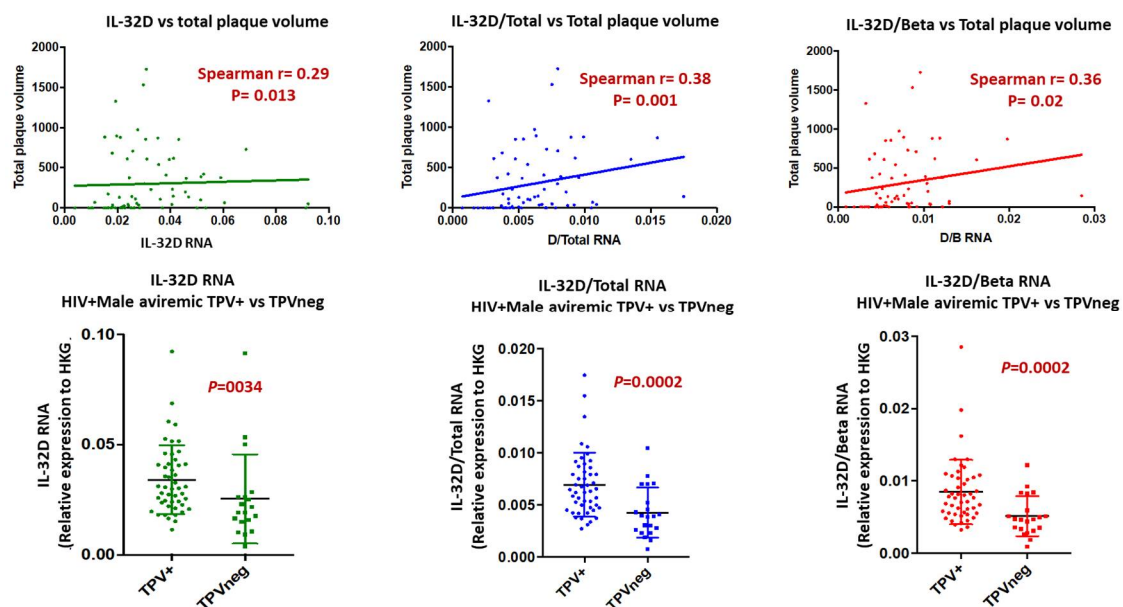 IL-32D vs total plaque volume
Total plaque volume
2000
1500
1000
500
0
Spearman r= 0.29
P= 0.013
0.00 0.02 0.04 0.06 0.08 0.10
IL-32D RNA
IL-32D/Total vs Total plaque volume
Total plaque volume
2000
1500
1000
500
0
Spearman r= 0.38
P= 0.001
0.000 0.005 0.010 0.015 0.020
D/Total RNA
IL-32D/Beta vs Total plaque volume
Total plaque volume
2000
1500
1000
500
0
Spearman r= 0.36
P= 0.02
0.00 0.01 0.02 0.03
D/B RNA
IL-32D RNA
HIV+Male aviremic TPV+ vs TPVneg
IL-32D RNA
(Relative expression to HKG)
0.10
0.05
0.00
P=0034
TPV+
TPVneg
IL-32D/Total RNA
HIV+Male aviremic TPV+ vs TPVneg
IL-32D/Total RNA
(Relative expression to HKG
0.020
0.015
0.010
0.005
0.000
P=0.0002
TPV+
TPVneg
IL-32D/Beta RNA
HIV+Male aviremic TPV+ vs TPVneg
IL-32D/Beta RNA
(Relative expression to HKG
0.03
0.02
0.01
0.00
P=0.0002
TPV+
TPVneg